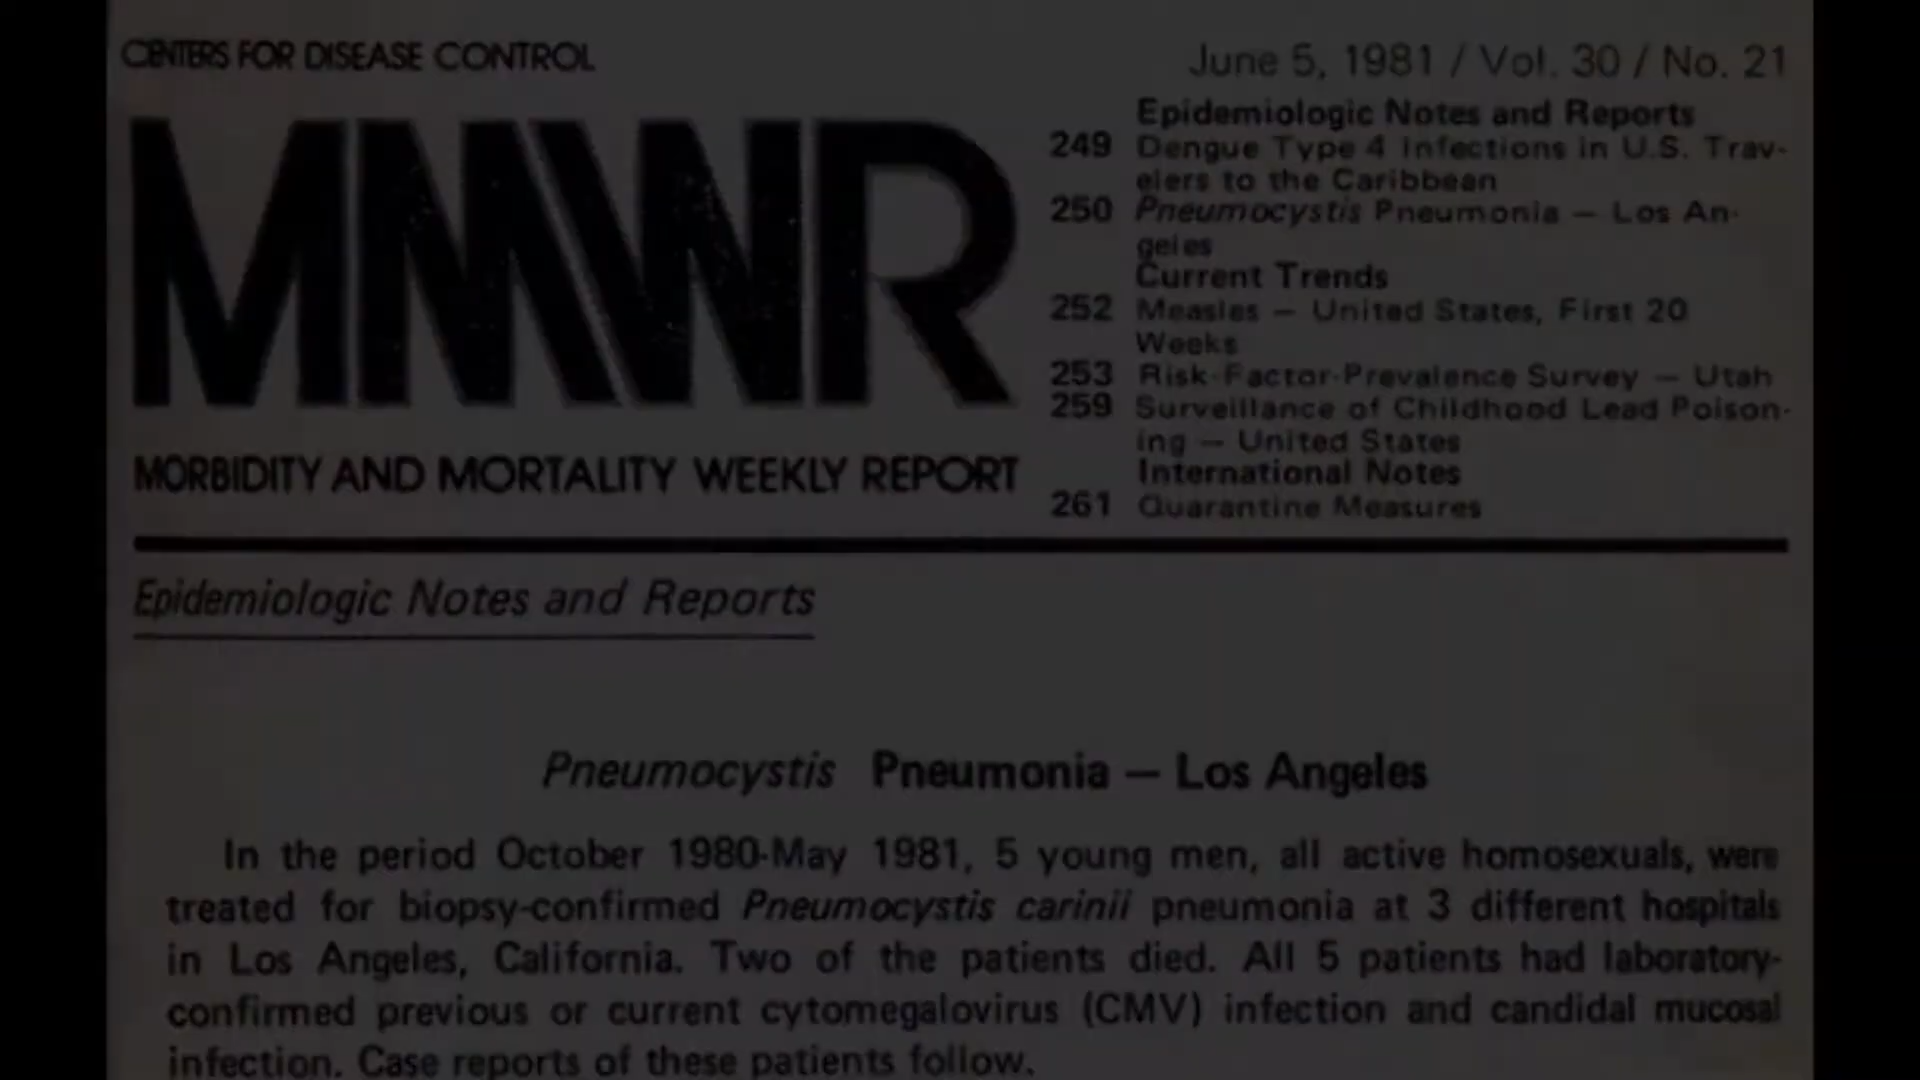 CENTERS FOR DISEASE CONTROL
June 5, 1981 / Vol. 30 / No. 21
MMWR
MORBIDITY AND MORTALITY WEEKLY REPORT
Epidemiologic Notes and Reports
249 Dengue Type 4 Infections in U.S. Trav-
elers to the Caribbean
250 Pneumocystis Pneumonia — Los An-
geles
Current Trends
252 Measles — United States, First 20
Weeks
253 Risk-Factor-Prevalence Survey — Utah
259 Surveillance of Childhood Lead Poison-
ing — United States
International Notes
261 Quarantine Measures
Epidemiologic Notes and Reports
Pneumocystis Pneumonia — Los Angeles
In the period October 1980-May 1981, 5 young men, all active homosexuals, were
treated for biopsy-confirmed Pneumocystis carinii pneumonia at 3 different hospitals
in Los Angeles, California. Two of the patients died. All 5 patients had laboratory-
confirmed previous or current cytomegalovirus (CMV) infection and candidal mucosal
infection. Case reports of these patients follow.